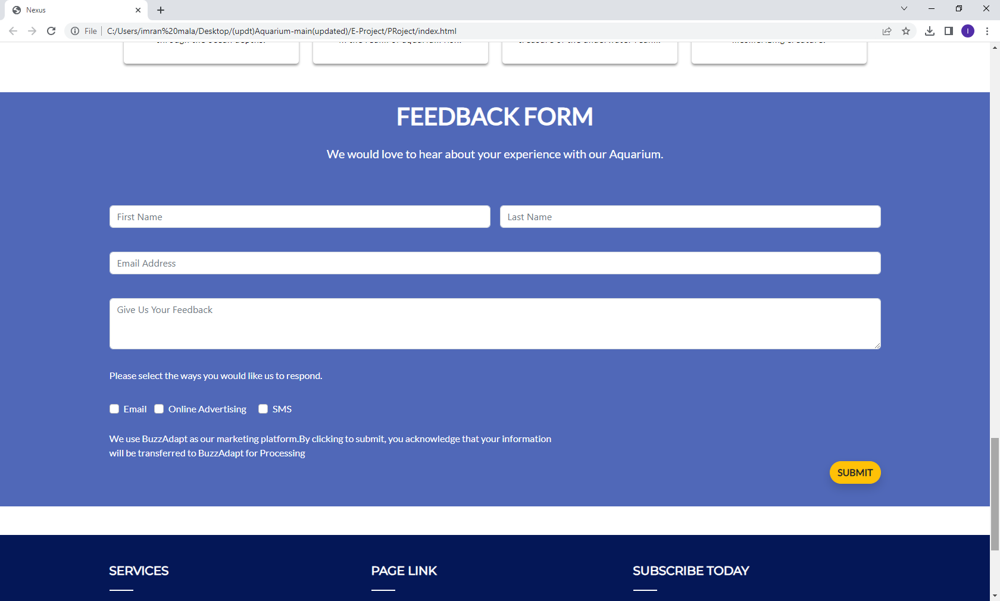 Nexus
File C:/Users/imran%20mala/Desktop/(updt)Aquarium-main(updated)/E-Project/PRoject/index.html
I
FEEDBACK FORM
We would love to hear about your experience with our Aquarium.
First Name Last Name
Email Address
Give Us Your Feedback
Please select the ways you would like us to respond.
Email Online Advertising SMS
We use BuzzAdapt as our marketing platform.By clicking to submit, you acknowledge that your information
will be transferred to BuzzAdapt for Processing
SUBMIT
SERVICES PAGE LINK SUBSCRIBE TODAY